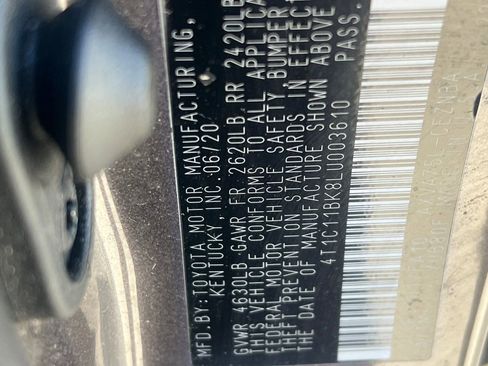 MFD.BY:TOYOTA MOTOR MANUFACTURING,
KENTUCKY, INC. 06/20
GVWR 4630LB GAWR FR 2620LB RR 2420LB
THIS VEHICLE CONFORMS TO ALL APPLICA
FEDERAL MOTOR VEHICLE SAFETY BUMPER
THEFT PREVENTION STANDARDS IN EFFECT
THE DATE OF MANUFACTURE SHOWN ABOVE
4T1C11BK8LU003610 PASS.